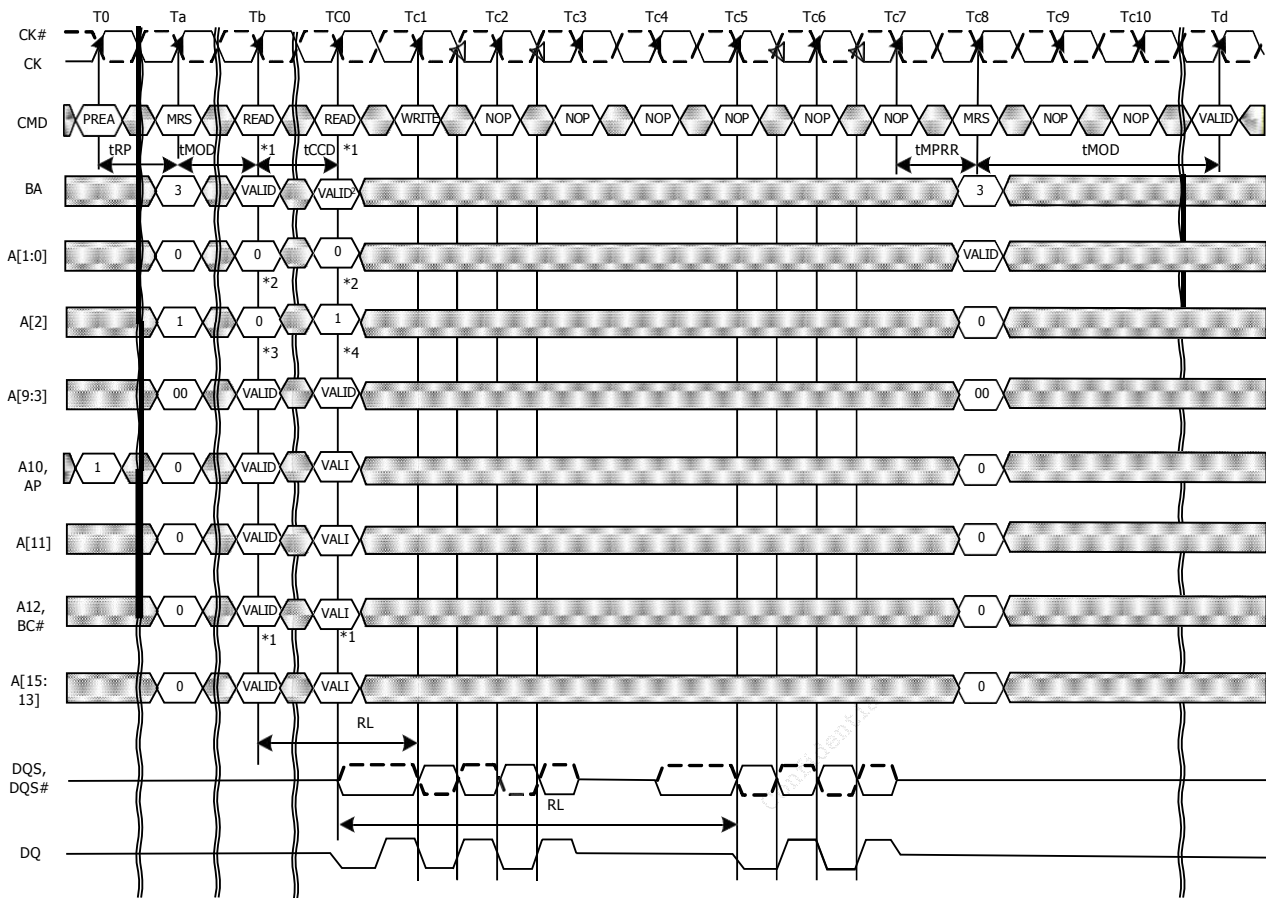 T0 Ta Tb TC0 Tc1 Tc2 Tc3 Tc4 Tc5 Tc6 Tc7 Tc8 Tc9 Tc10 Td
CK#
CK
CMD PREA MRS READ READ WRITE NOP NOP NOP NOP NOP NOP MRS NOP NOP VALID
tRP tMOD *1 tCCD *1 tMPRR tMOD
BA 3 VALID VALID² 3
A[1:0] 0 0 0 VALID
*2 *2
A[2] 1 0 1 0
*3 *4
A[9:3] 00 VALID VALID 00
A10,
AP 1 0 VALID VALI 0
A[11] 0 VALID VALI 0
A12,
BC# 0 VALID VALI 0
*1 *1
A[15:
13] 0 VALID VALI 0
RL
DQS,
DQS#
RL
DQ